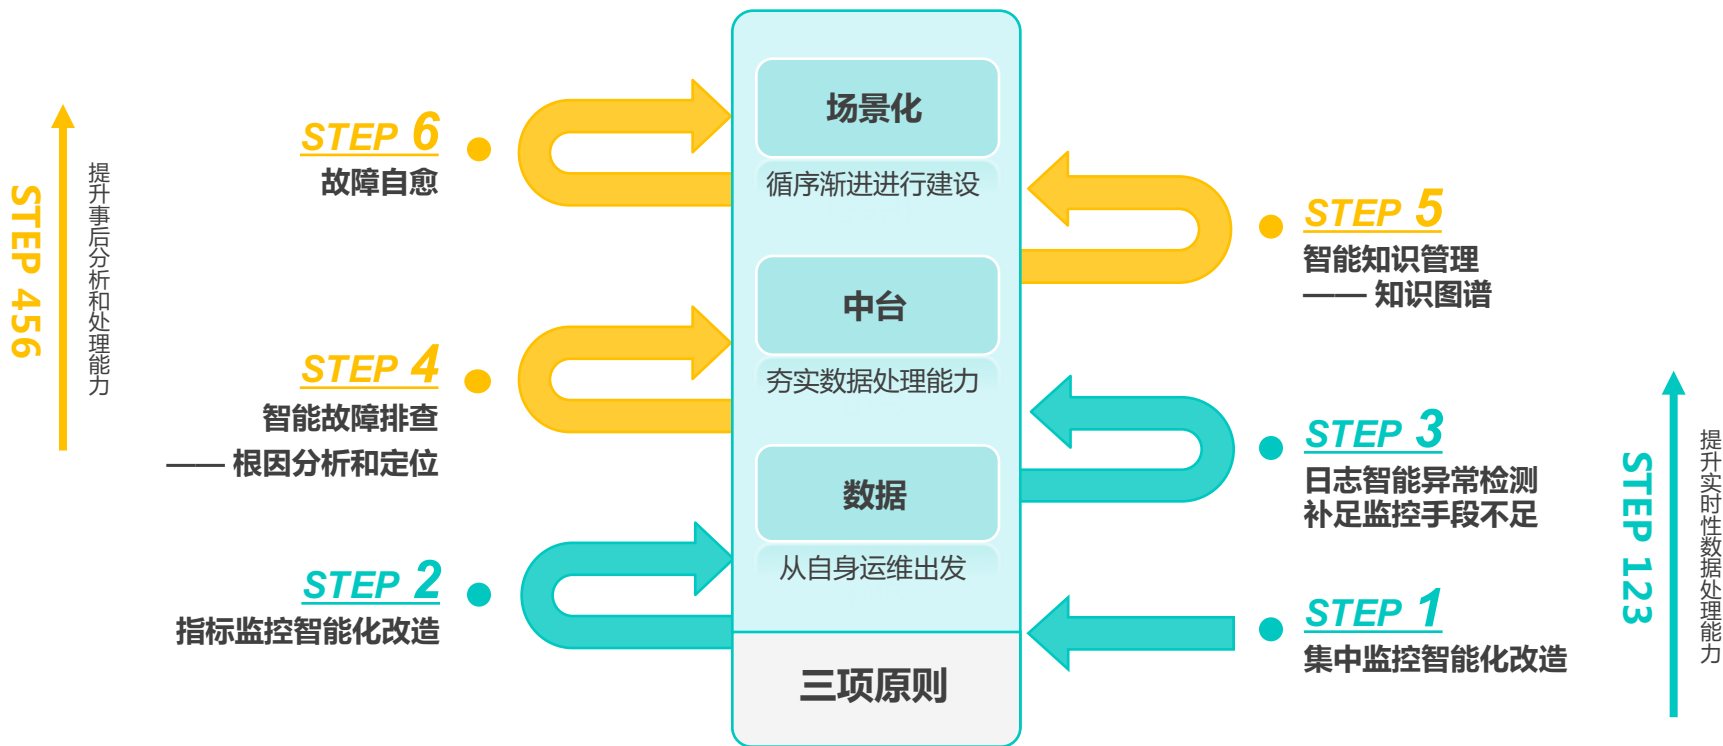 场景化
循序渐进进行建设
中台
夯实数据处理能力
数据
从自身运维出发
三项原则
STEP 6
故障自愈
STEP 4
智能故障排查
—— 根因分析和定位
STEP 2
指标监控智能化改造
STEP 456
提升事后分析和处理能力
STEP 5
智能知识管理
—— 知识图谱
STEP 3
日志智能异常检测
补足监控手段不足
STEP 1
集中监控智能化改造
STEP 123
提升实时性数据处理能力